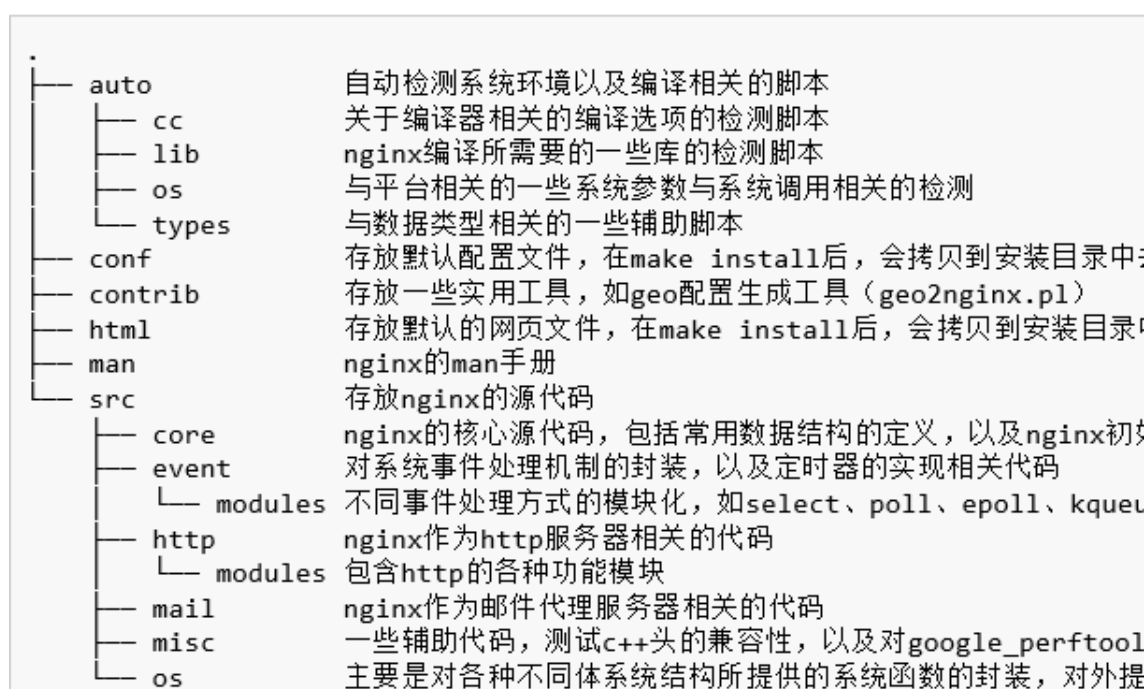 .
├── auto 自动检测系统环境以及编译相关的脚本
│   ├── cc 关于编译器相关的编译选项的检测脚本
│   ├── lib nginx编译所需要的一些库的检测脚本
│   ├── os 与平台相关的一些系统参数与系统调用相关的检测
│   └── types 与数据类型相关的一些辅助脚本
├── conf 存放默认配置文件，在make install后，会拷贝到安装目录中
├── contrib 存放一些实用工具，如geo配置生成工具（geo2nginx.pl）
├── html 存放默认的网页文件，在make install后，会拷贝到安装目录
├── man nginx的man手册
└── src 存放nginx的源代码
    ├── core nginx的核心源代码，包括常用数据结构的定义，以及nginx初
    ├── event 对系统事件处理机制的封装，以及定时器的实现相关代码
    │   └── modules 不同事件处理方式的模块化，如select、poll、epoll、kqueu
    ├── http nginx作为http服务器相关的代码
    │   └── modules 包含http的各种功能模块
    ├── mail nginx作为邮件代理服务器相关的代码
    ├── misc 一些辅助代码，测试c++头的兼容性，以及对google_perftool
    └── os 主要是对各种不同体系统结构所提供的系统函数的封装，对外提